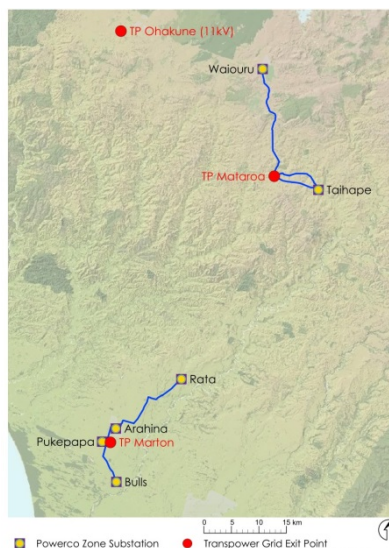 TP Ohakune (11kV)
Waiouru
TP Mataroa
Taihape
Rata
Arahina
Pukepapa
TP Marton
Bulls
0 5 10 15 km
Powerco Zone Substation
Transpower Grid Exit Point